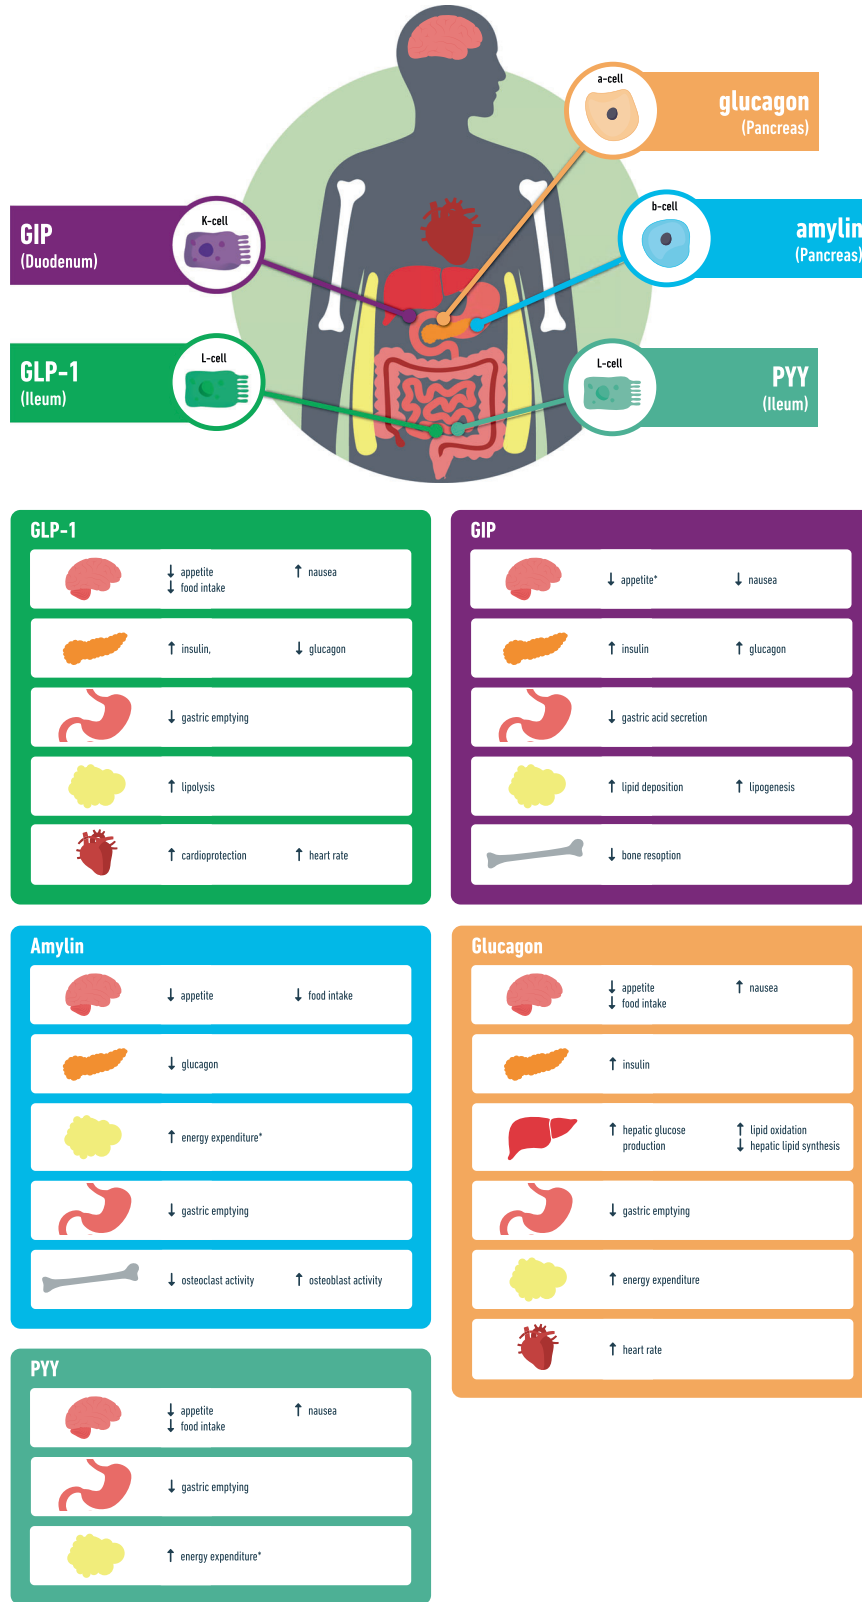 a-cell
glucagon
(Pancreas)
K-cell
GIP
(Duodenum)
b-cell
amylin
(Pancreas)
L-cell
GLP-1
(Ileum)
L-cell
PYY
(Ileum)
GLP-1
↓ appetite
↓ food intake
↑ nausea
↑ insulin,
↓ glucagon
↓ gastric emptying
↑ lipolysis
↑ cardioprotection
↑ heart rate
GIP
↓ appetite*
↓ nausea
↑ insulin
↑ glucagon
↓ gastric acid secretion
↑ lipid deposition
↑ lipogenesis
↓ bone resoption
Amylin
↓ appetite
↓ food intake
↓ glucagon
↑ energy expenditure*
↓ gastric emptying
↓ osteoclast activity
↑ osteoblast activity
Glucagon
↓ appetite
↓ food intake
↑ nausea
↑ insulin
↑ hepatic glucose
production
↑ lipid oxidation
↓ hepatic lipid synthesis
↓ gastric emptying
↑ energy expenditure
↑ heart rate
PYY
↓ appetite
↓ food intake
↑ nausea
↓ gastric emptying
↑ energy expenditure*